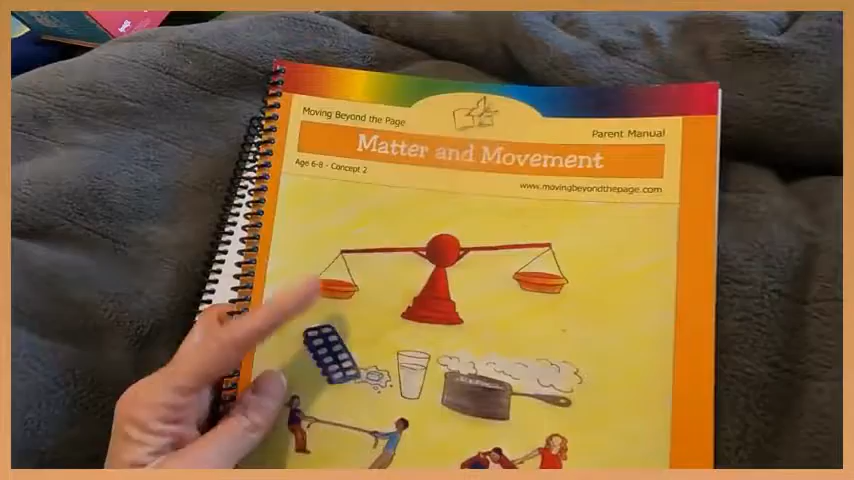 Moving Beyond the Page
Parent Manual
Matter and Movement
Age 6-8 - Concept 2
www.movingbeyondthepage.com